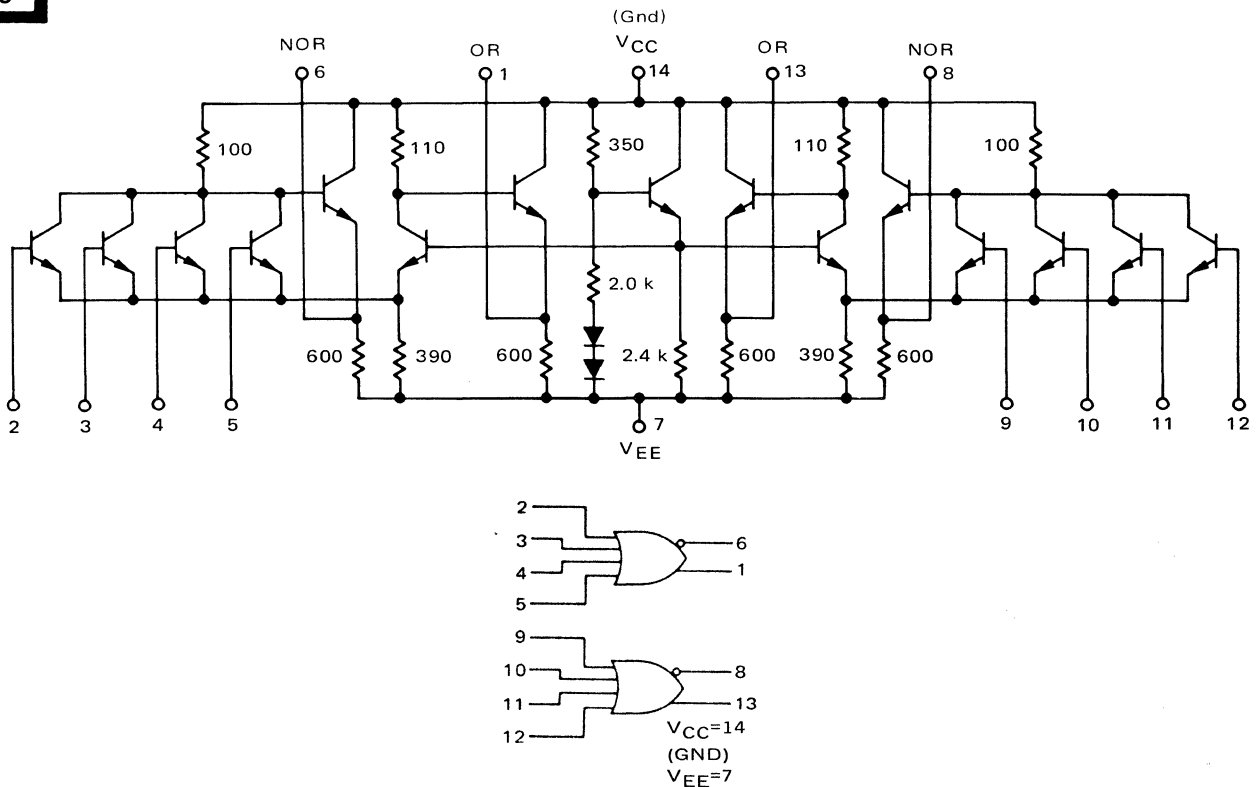 (Gnd)
VCC
NOR OR OR NOR
6 1 14 13 8
100 110 350 110 100
2.0 k
600 390 600 2.4 k 600 390 600
2 3 4 5 7 9 10 11 12
VEE
2
3 6
4 1
5
9
10 8
11 13
12
VCC=14
(GND)
VEE=7